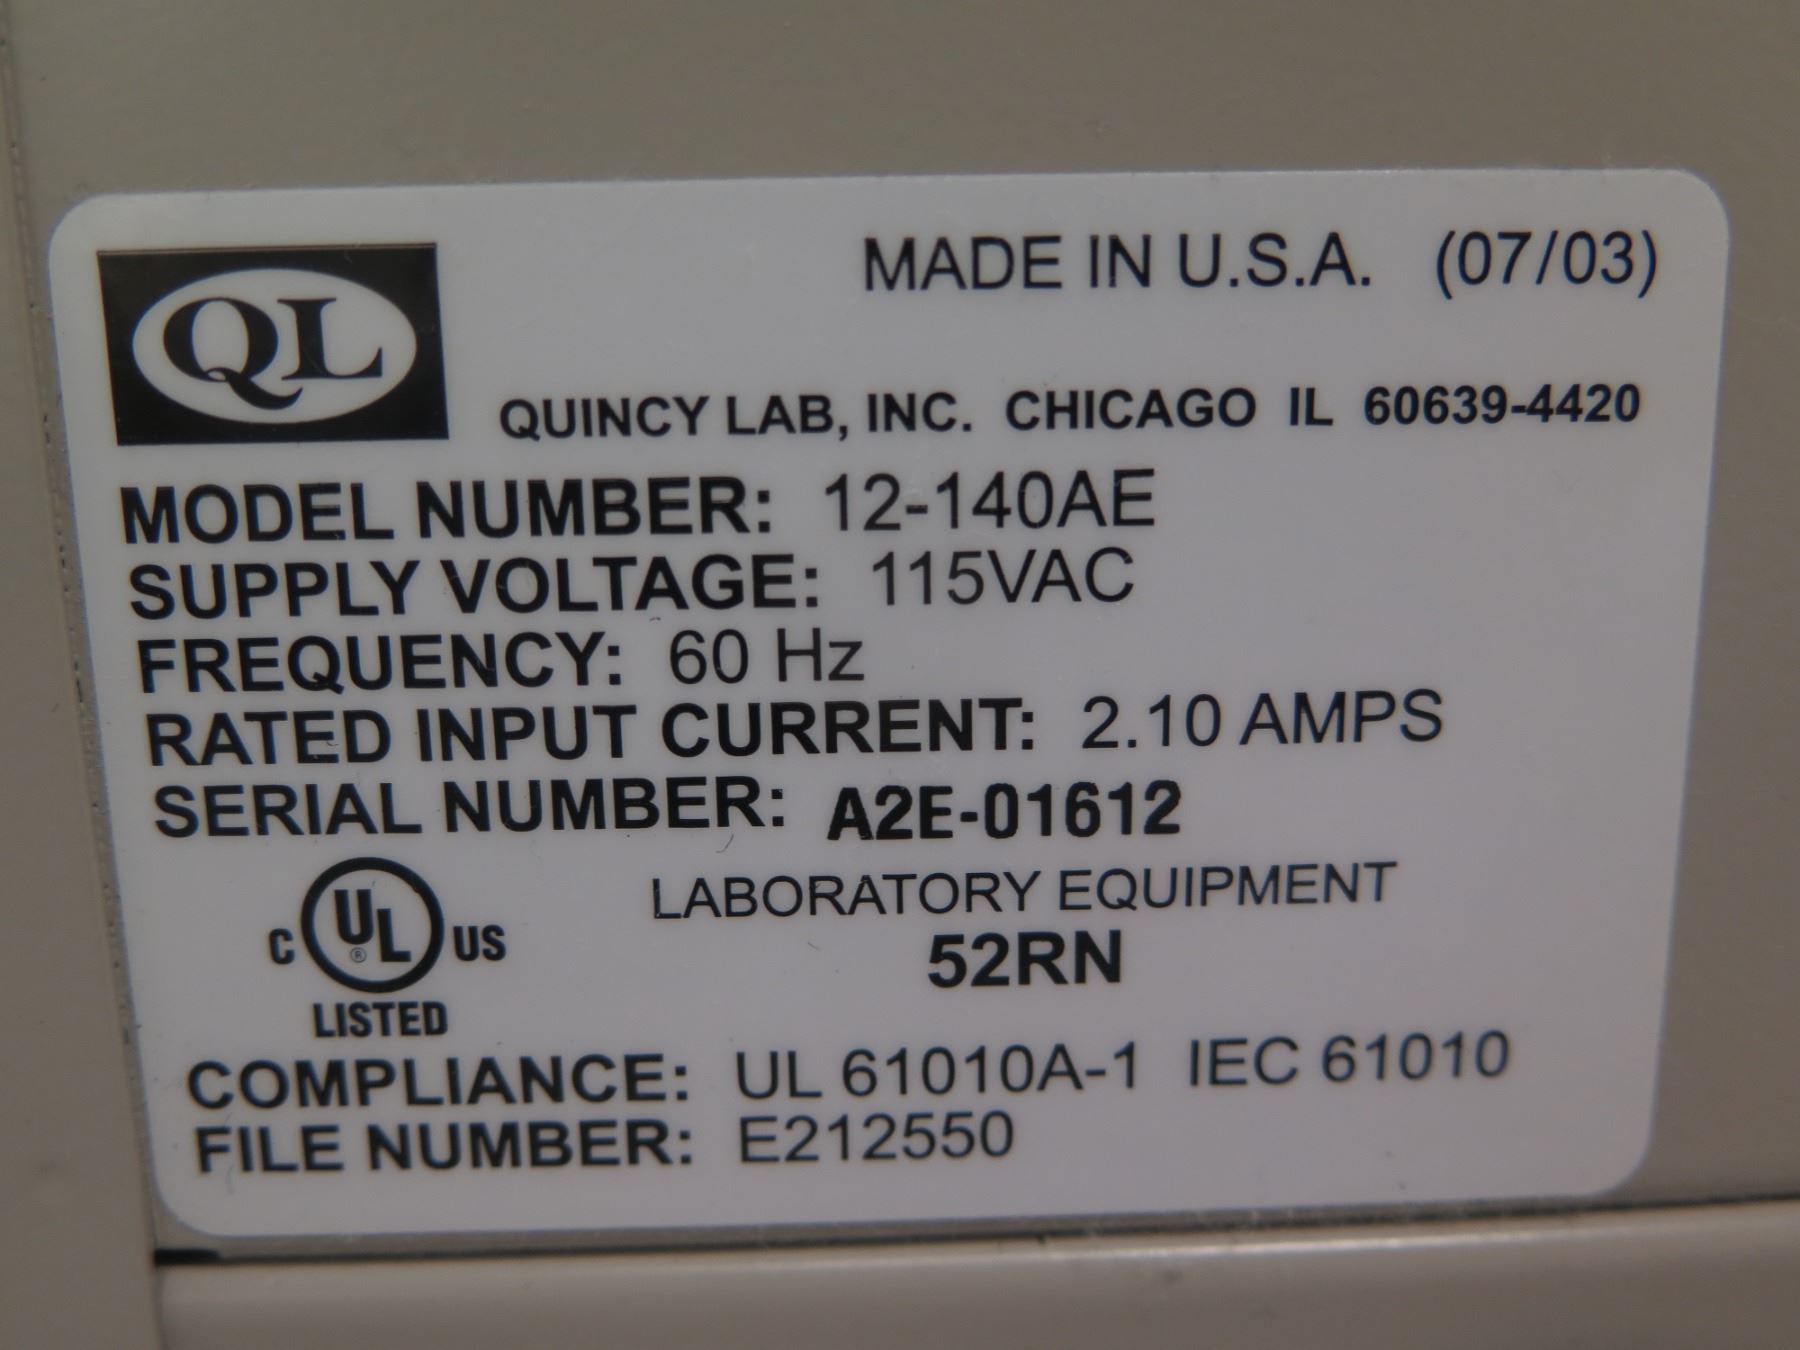 QL
MADE IN U.S.A. (07/03)
QUINCY LAB, INC. CHICAGO IL 60639-4420
MODEL NUMBER: 12-140AE
SUPPLY VOLTAGE: 115VAC
FREQUENCY: 60 Hz
RATED INPUT CURRENT: 2.10 AMPS
SERIAL NUMBER: A2E-01612
C UL® US
LISTED
LABORATORY EQUIPMENT
52RN
COMPLIANCE: UL 61010A-1 IEC 61010
FILE NUMBER: E212550